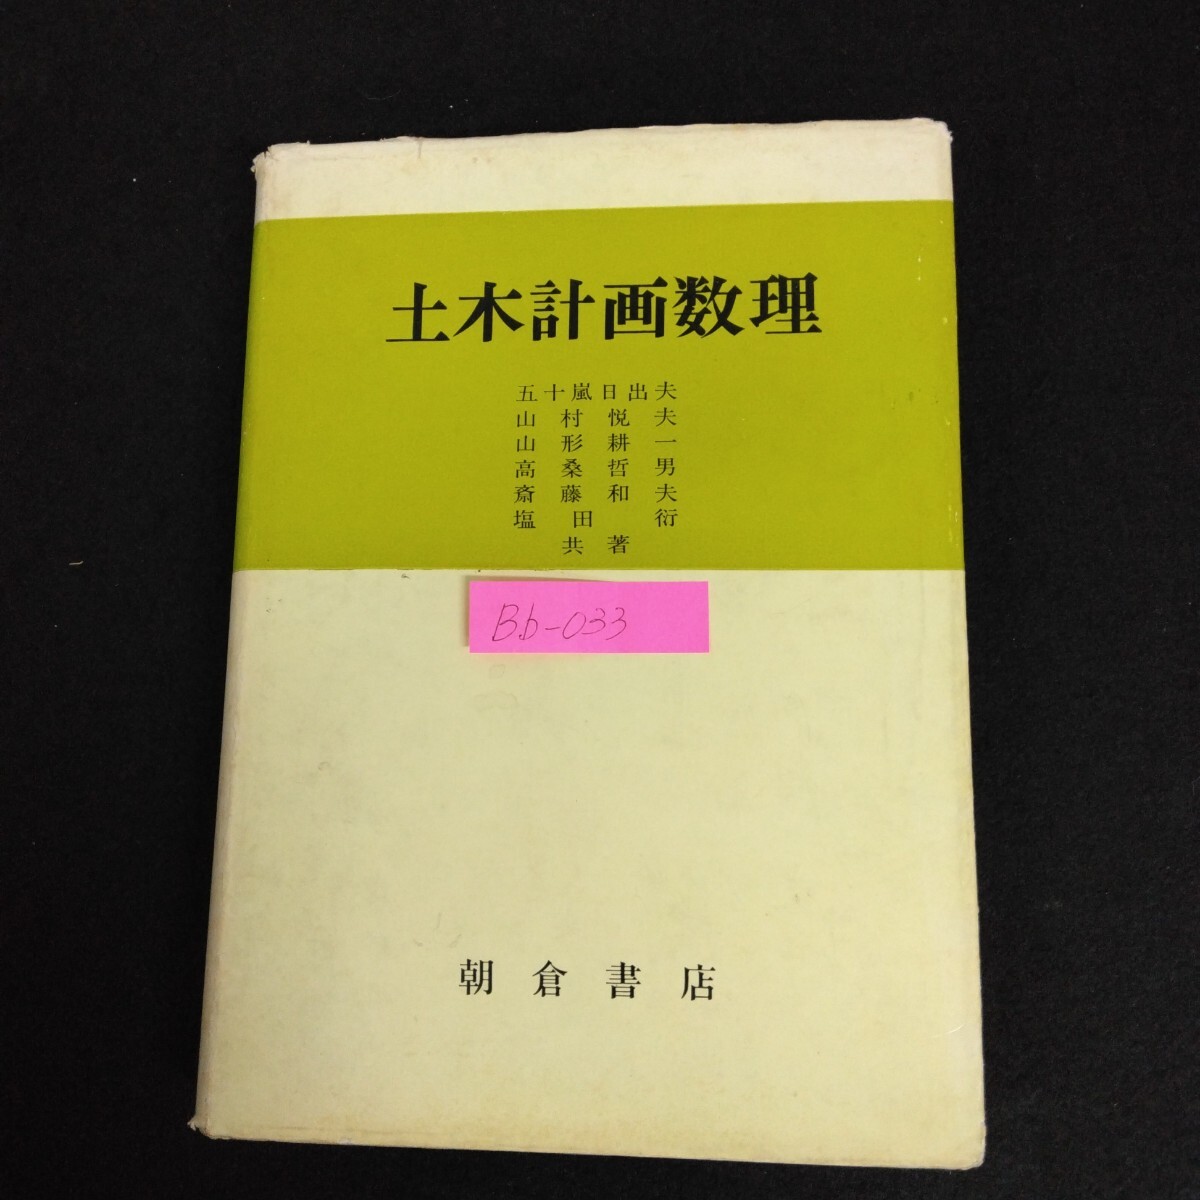 土木計画数理
五十嵐日出夫
山村悦夫
山形耕一
高桑哲男
斎藤和夫
塩田衍
共著
B.b-033
朝倉書店